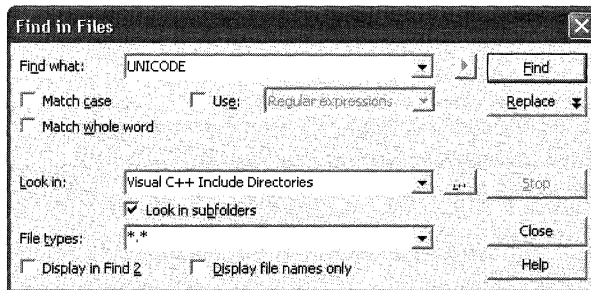 Find in Files
Find what: UNICODE Find
Match case Use: Regular expressions Replace
Match whole word
Look in: Visual C++ Include Directories ... Stop
Look in subfolders
File types: *.* Close
Display in Find 2 Display file names only Help